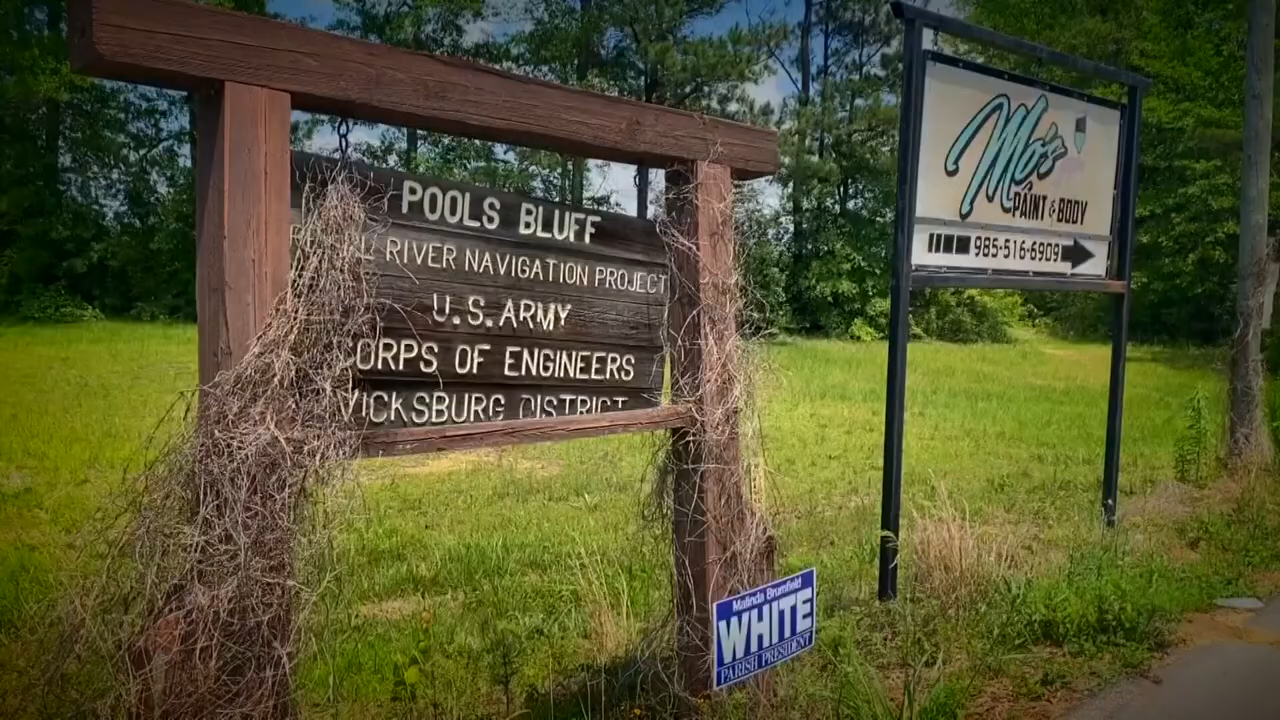 POOLS BLUFF
L RIVER NAVIGATION PROJECT
U.S. ARMY
ORPS OF ENGINEERS
VICKSBURG DISTRICT
Mo's
PAINT & BODY
985-516-6909
Malinda Brumfield
WHITE
PARISH PRESIDENT